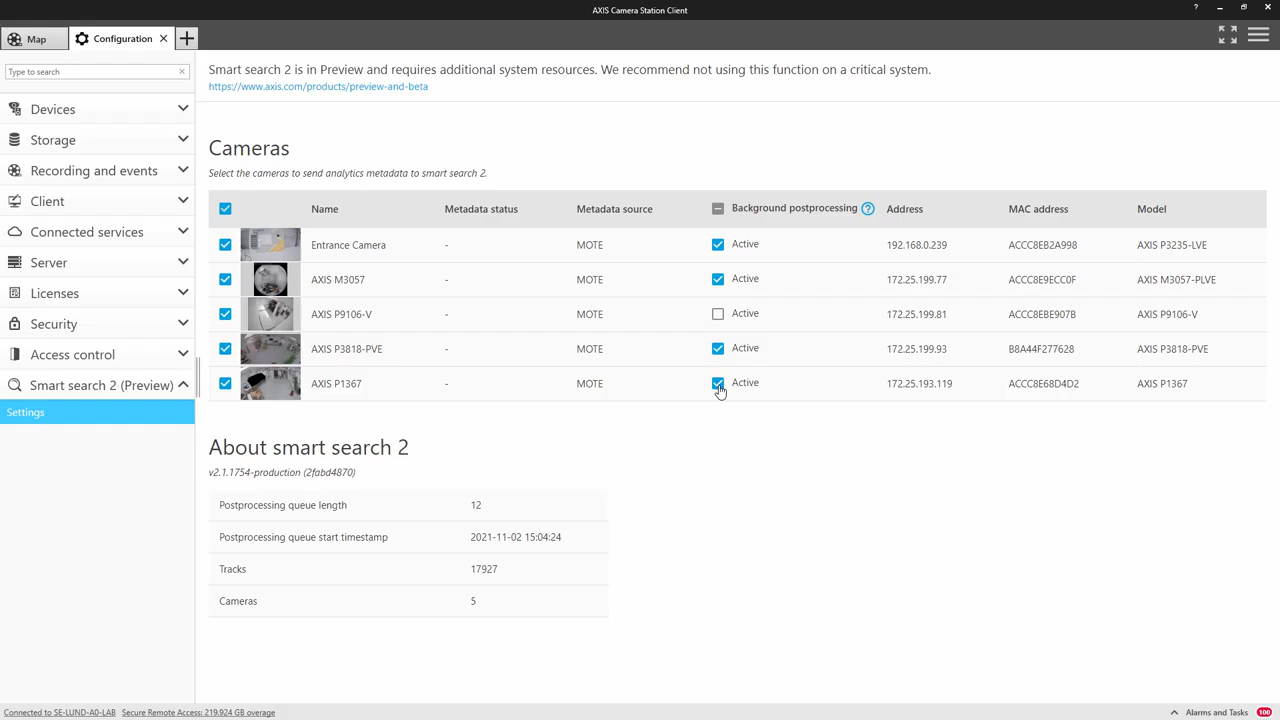 AXIS Camera Station Client
?
Map
Configuration
Type to search
Devices
Storage
Recording and events
Client
Connected services
Server
Licenses
Security
Access control
Smart search 2 (Preview)
Settings
Smart search 2 is in Preview and requires additional system resources. We recommend not using this function on a critical system.
https://www.axis.com/products/preview-and-beta
Cameras
Select the cameras to send analytics metadata to smart search 2.
Name Metadata status Metadata source Background postprocessing ? Address MAC address Model
Entrance Camera - MOTE Active 192.168.0.239 ACCC8EB2A998 AXIS P3235-LVE
AXIS M3057 - MOTE Active 172.25.199.77 ACCC8E9ECC0F AXIS M3057-PLVE
AXIS P9106-V - MOTE Active 172.25.199.81 ACCC8EBE907B AXIS P9106-V
AXIS P3818-PVE - MOTE Active 172.25.199.93 B8A44F277628 AXIS P3818-PVE
AXIS P1367 - MOTE Active 172.25.193.119 ACCC8E68D4D2 AXIS P1367
About smart search 2
v2.1.1754-production (2fabd4870)
Postprocessing queue length 12
Postprocessing queue start timestamp 2021-11-02 15:04:24
Tracks 17927
Cameras 5
Connected to SE-LUND-A0-LAB Secure Remote Access: 219.924 GB overage Alarms and Tasks 100